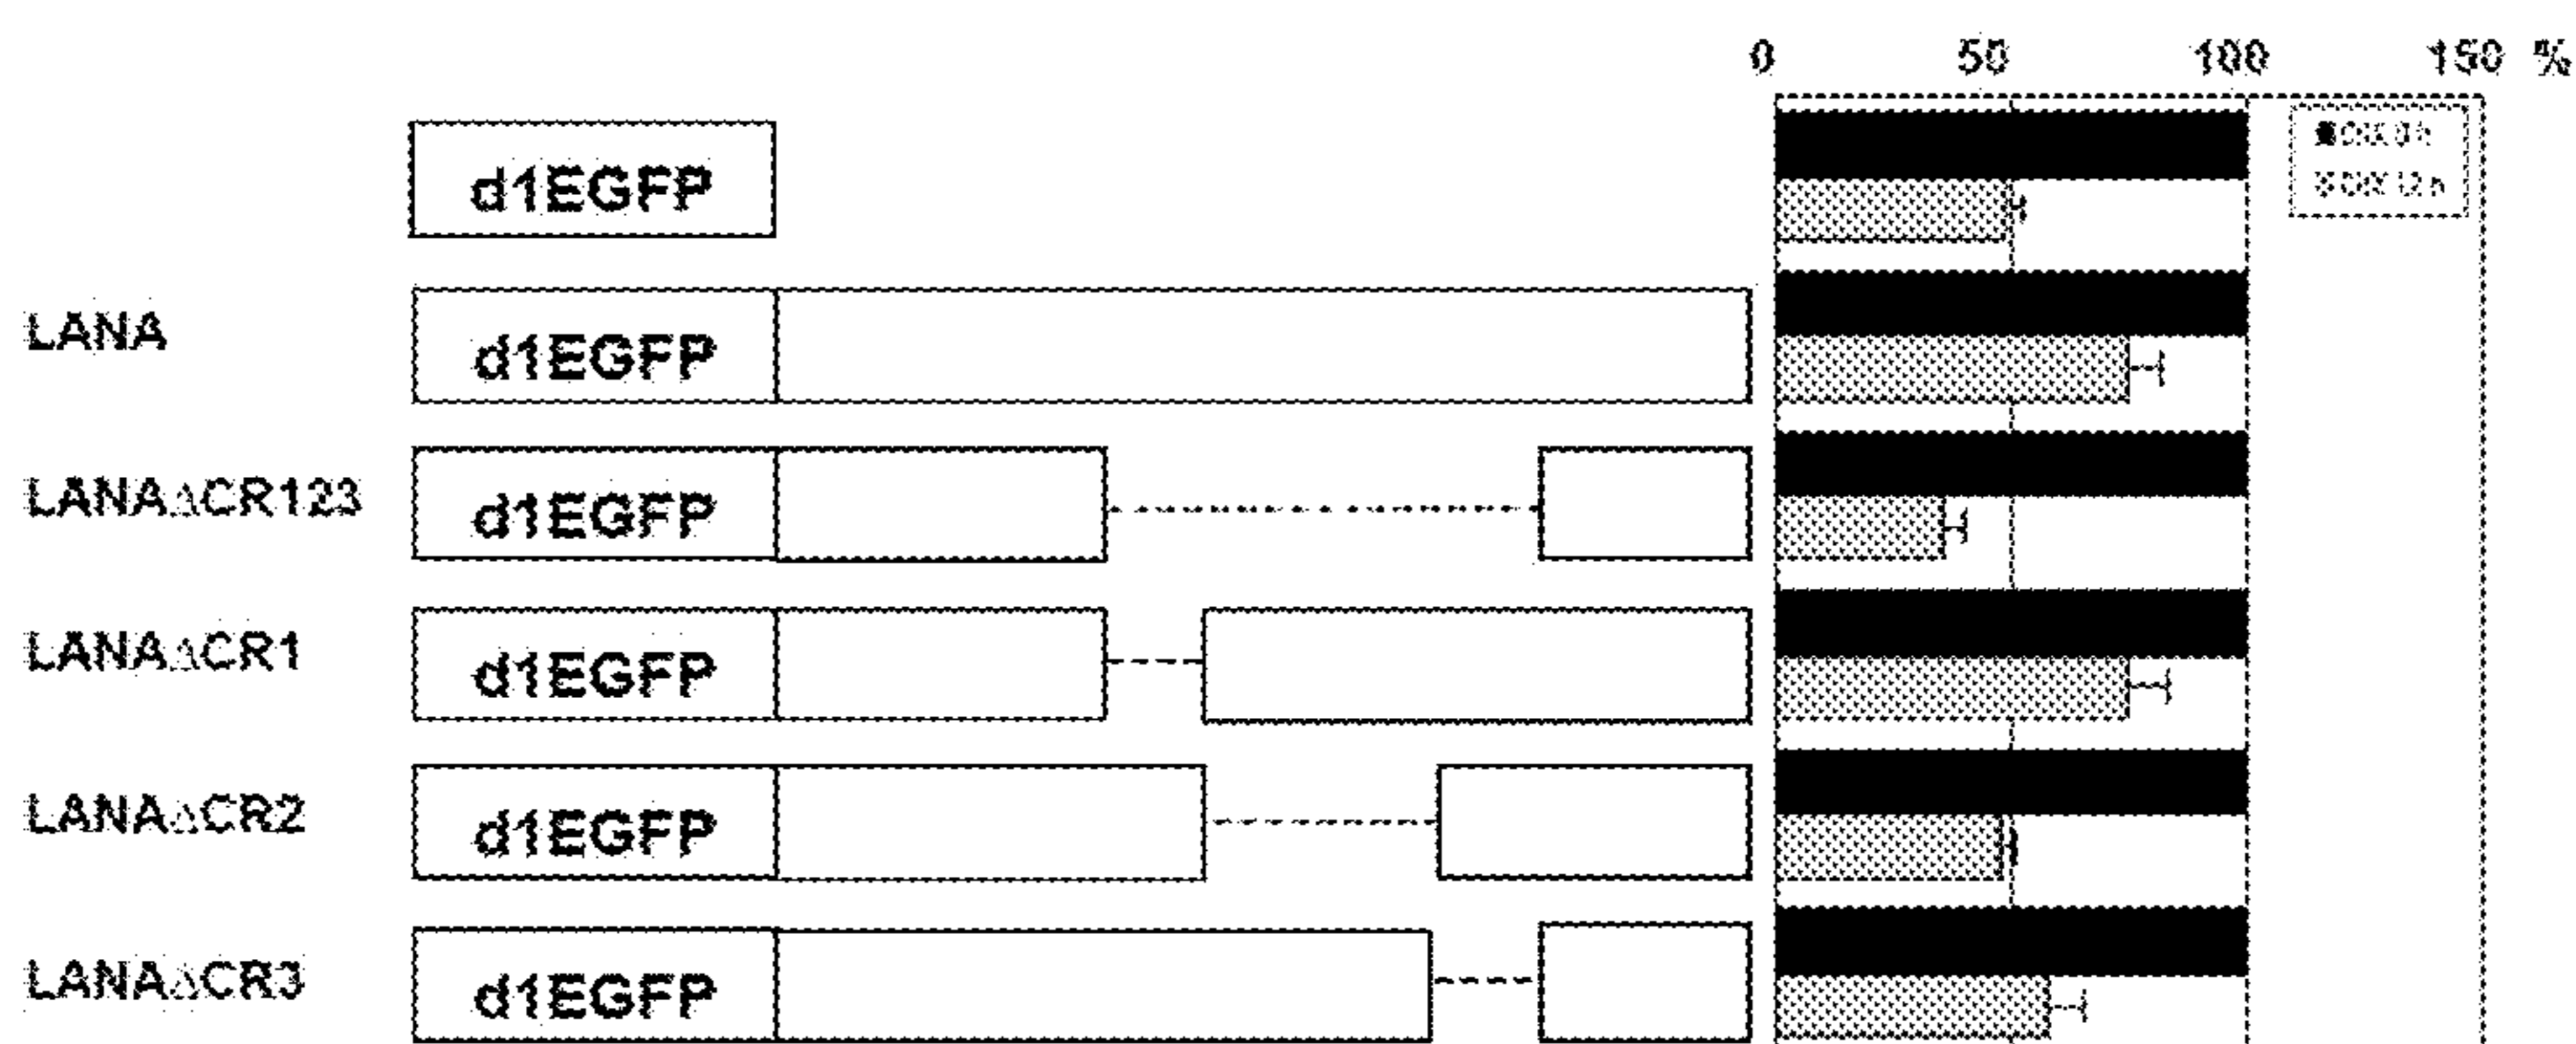 0 50 100 150 %
d1EGFP
LANA d1EGFP
LANA∆CR123 d1EGFP
LANA∆CR1 d1EGFP
LANA∆CR2 d1EGFP
LANA∆CR3 d1EGFP